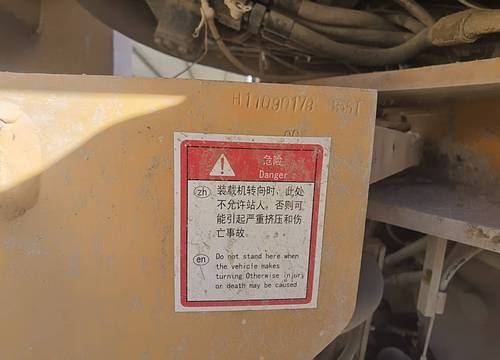 H11090178 855T
危险
Danger
zh 装载机转向时、此处
不允许站人，否则可
能引起严重挤压和伤
亡事故.
en Do not stand here when
the vehicle makes
turning Otherwise injury
or death may be caused